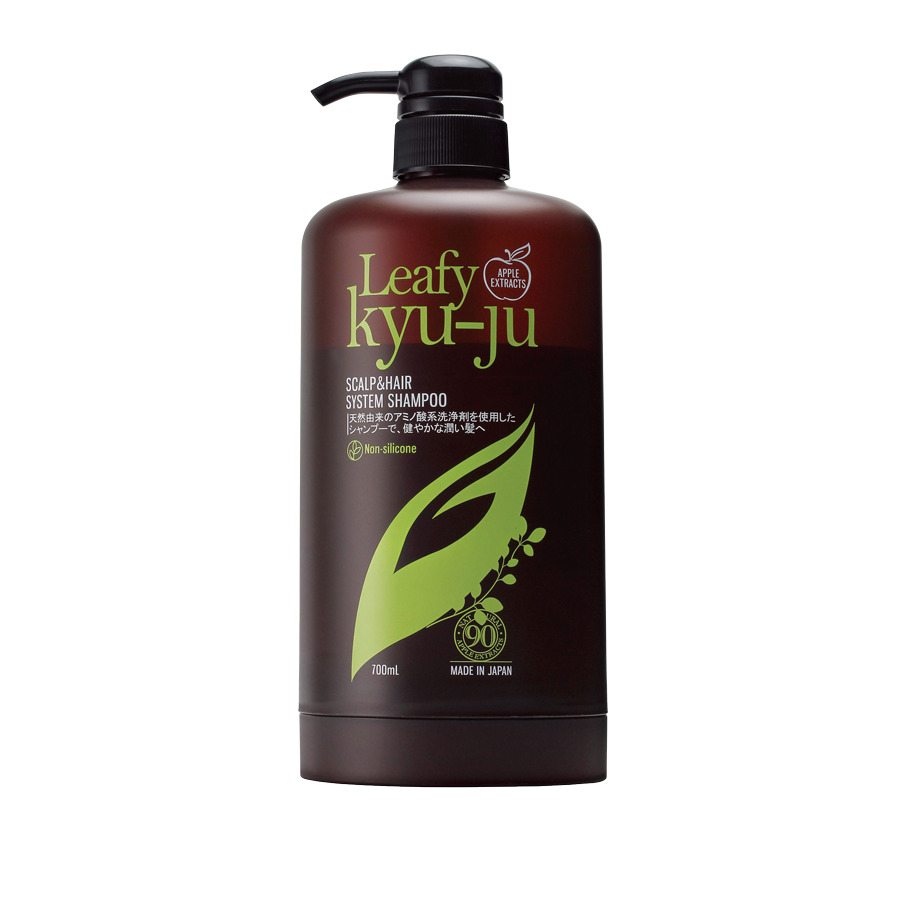 Leafy
APPLE
EXTRACTS
kyu-ju
SCALP&HAIR
SYSTEM SHAMPOO
天然由来のアミノ酸系洗浄剤を使用した
シャンプーで、健やかな潤い髪へ
Non-silicone
NATURAL
90
APPLE EXTRACTS
700mL
MADE IN JAPAN